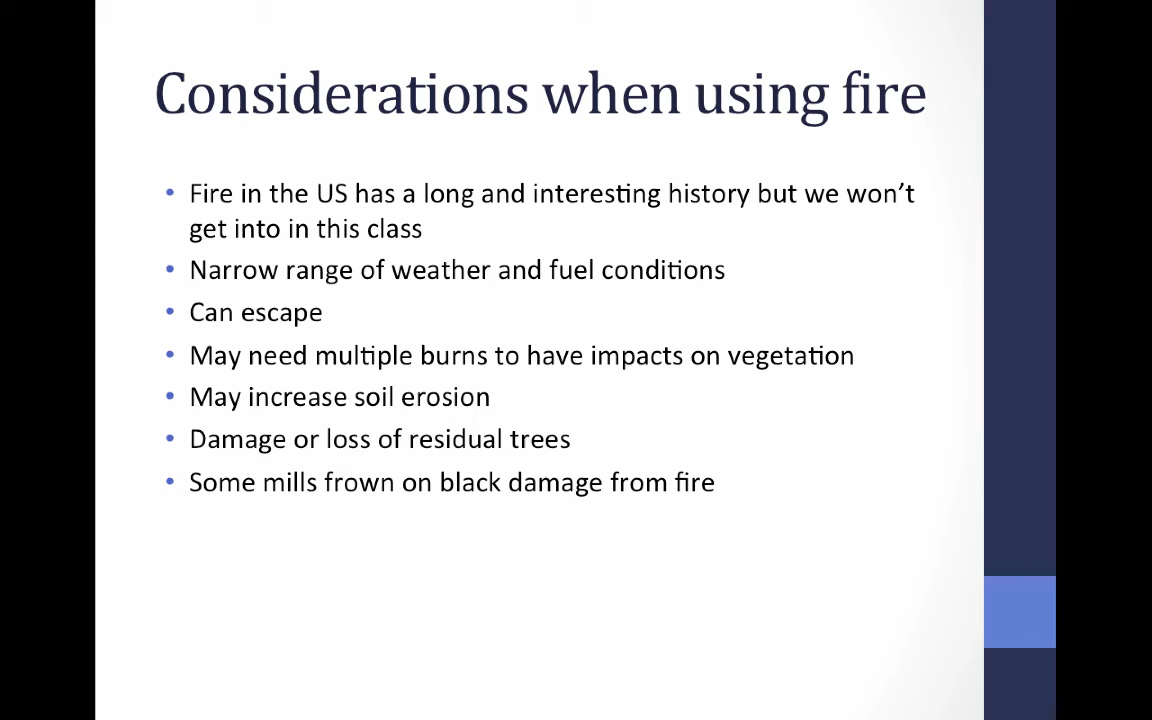 Considerations when using fire
• Fire in the US has a long and interesting history but we won’t
get into in this class
• Narrow range of weather and fuel conditions
• Can escape
• May need multiple burns to have impacts on vegetation
• May increase soil erosion
• Damage or loss of residual trees
• Some mills frown on black damage from fire